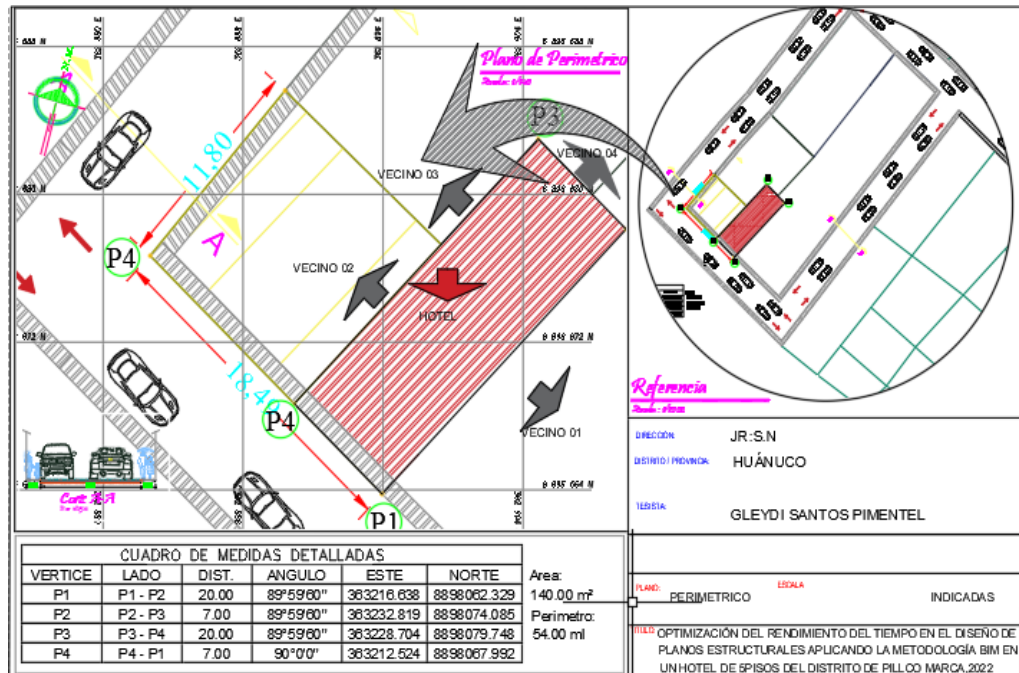 Plano de Perimetrico
P3
VECINO 04
VECINO 03
11,80
A
P4
VECINO 02
HOTEL
18,40
P4
VECINO 01
P1
Corte A-A
Referencia
DIRECCIÓN: JR:S.N
DISTRITO / PROVINCIA: HUÁNUCO
TESISTA: GLEYDI SANTOS PIMENTEL
CUADRO DE MEDIDAS DETALLADAS
VERTICE LADO DIST. ANGULO ESTE NORTE
P1 P1 - P2 20.00 89°59'60" 363216.638 8898062.329
P2 P2 - P3 7.00 89°59'60" 363232.819 8898074.085
P3 P3 - P4 20.00 89°59'60" 363228.704 8898079.748
P4 P4 - P1 7.00 90°0'0" 363212.524 8898067.992
Area:
140.00 m²
Perimetro:
54.00 ml
PLANO: PERIMETRICO ESCALA INDICADAS
TITULO: OPTIMIZACIÓN DEL RENDIMIENTO DEL TIEMPO EN EL DISEÑO DE
PLANOS ESTRUCTURALES APLICANDO LA METODOLOGÍA BIM EN
UN HOTEL DE 5PISOS DEL DISTRITO DE PILLCO MARCA,2022